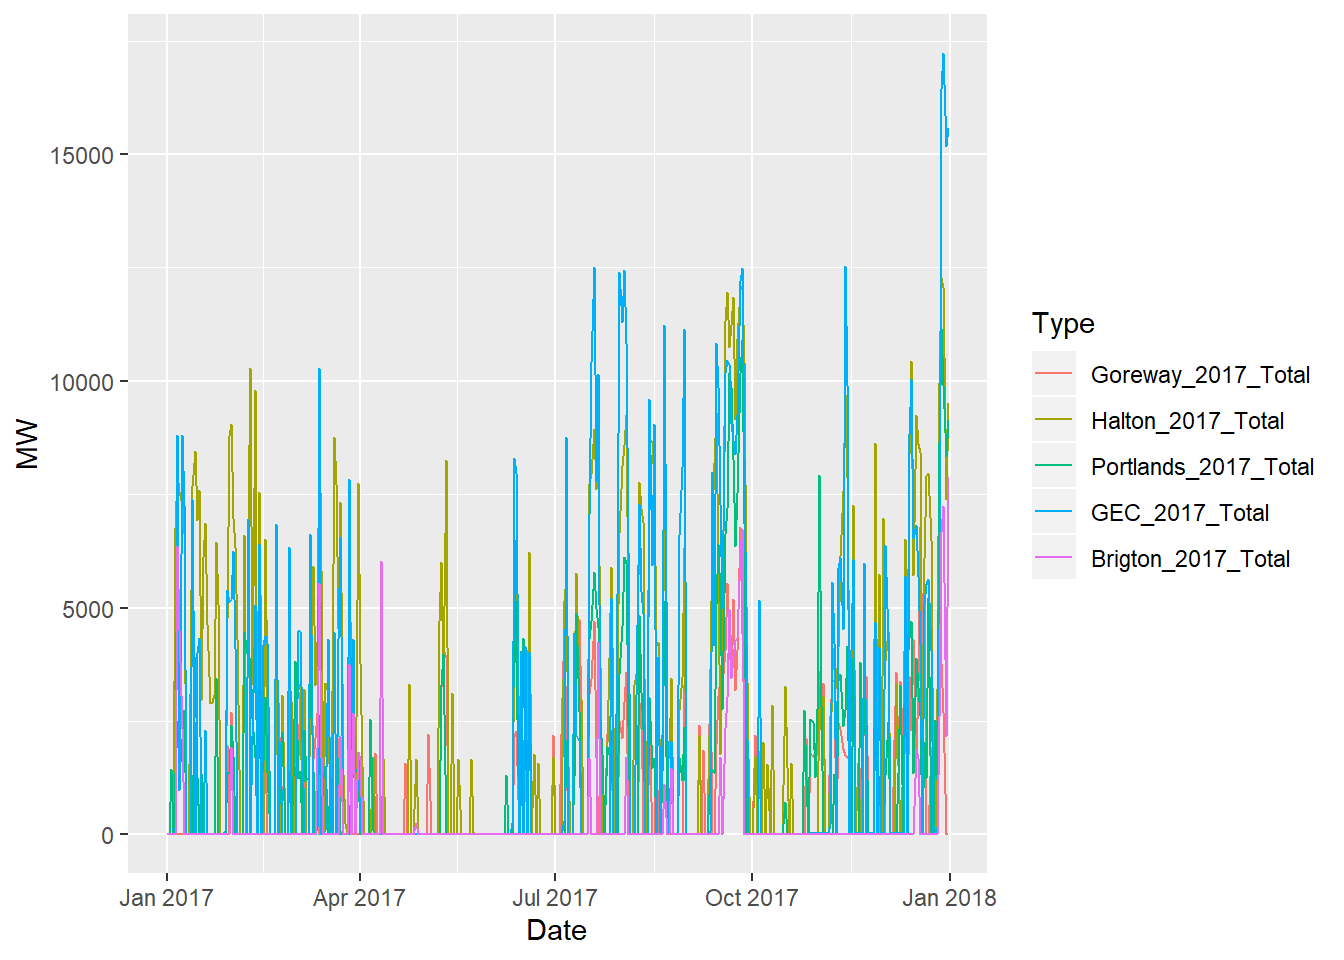 15000
10000
5000
0
MW
Jan 2017
Apr 2017
Jul 2017
Oct 2017
Jan 2018
Date
Type
Goreway_2017_Total
Halton_2017_Total
Portlands_2017_Total
GEC_2017_Total
Brigton_2017_Total